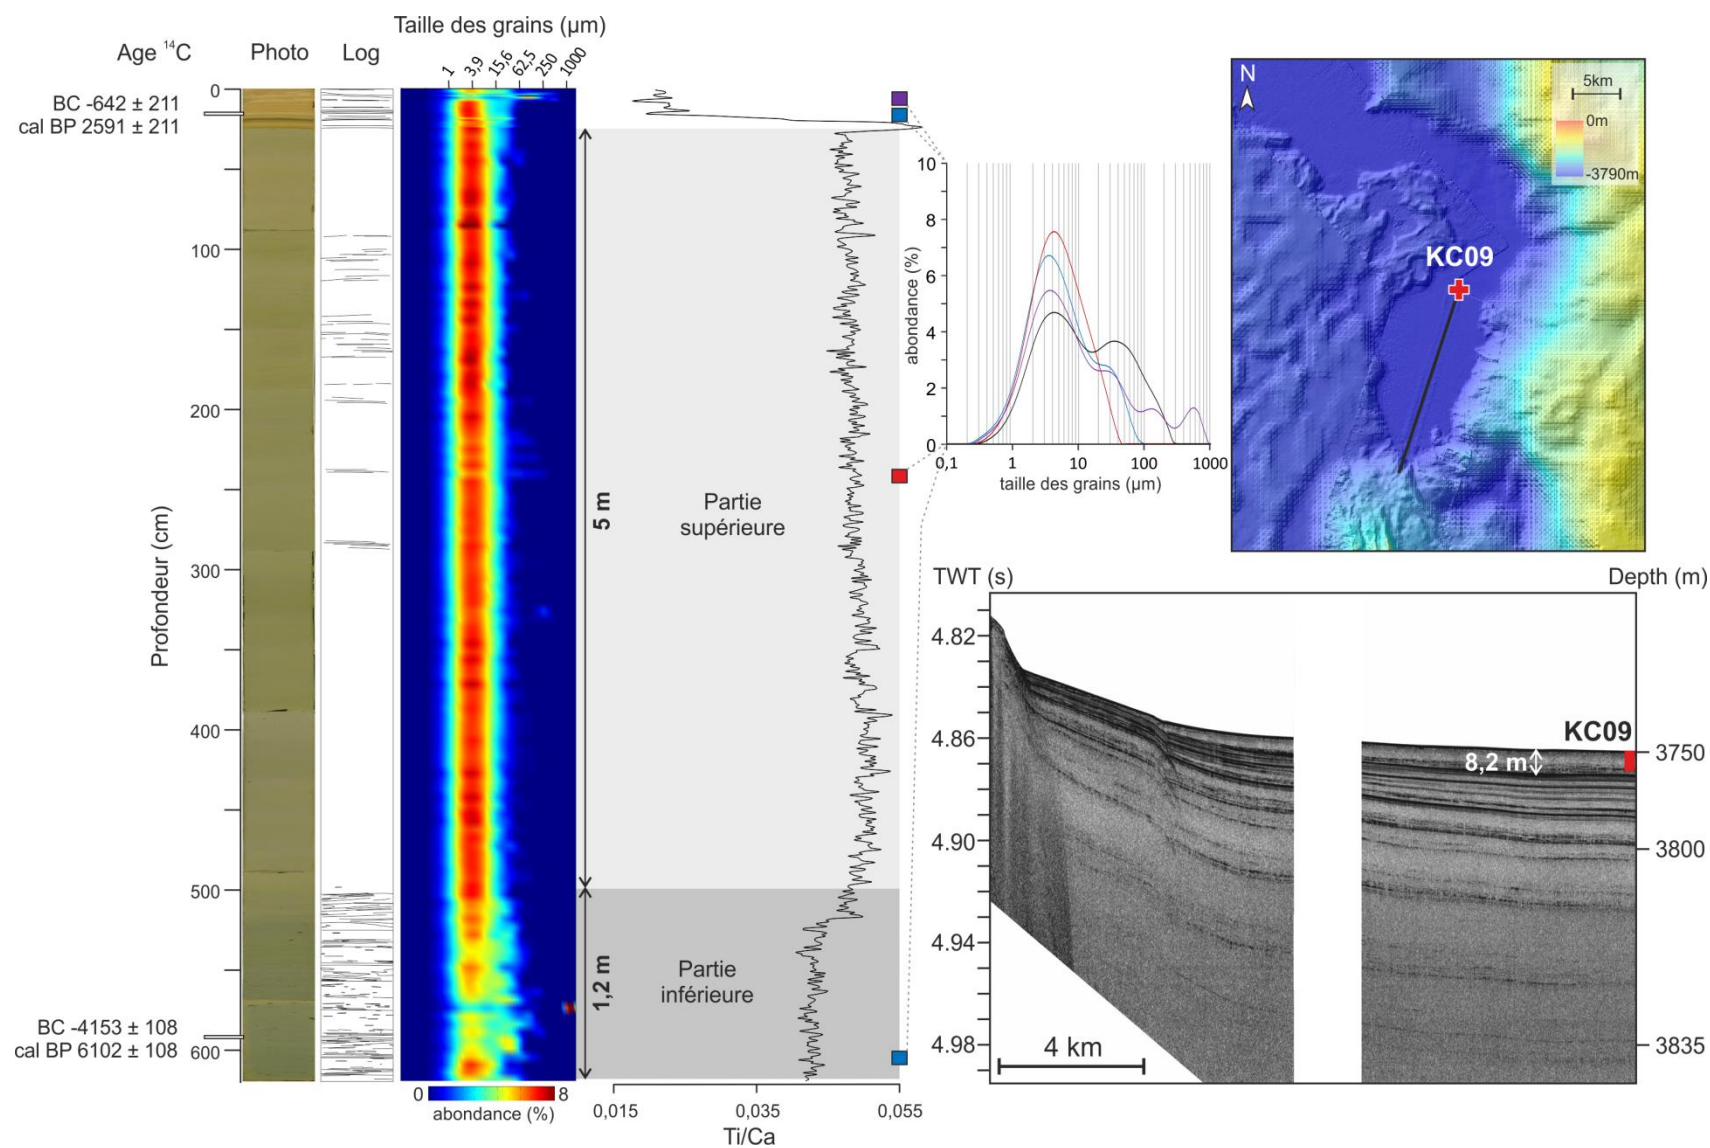 Taille des grains (µm)
Age ¹⁴C
Photo
Log
1
3,9
15,6
62,5
250
1000
0
100
200
300
400
500
600
Profondeur (cm)
BC -642 ± 211
cal BP 2591 ± 211
BC -4153 ± 108
cal BP 6102 ± 108
5 m
1,2 m
Partie
supérieure
Partie
inférieure
0
8
abondance (%)
0,015
0,035
0,055
Ti/Ca
10
8
6
4
2
0
abondance (%)
0,1
1
10
100
1000
taille des grains (µm)
N
5km
0m
-3790m
KC09
TWT (s)
Depth (m)
4.82
4.86
4.90
4.94
4.98
KC09
8,2 m
3750
3800
3835
4 km